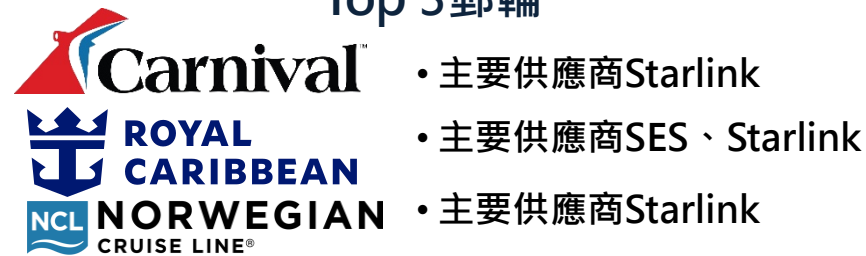 Top 3郵輪
Carnival™
• 主要供應商Starlink
ROYAL
CARIBBEAN
• 主要供應商SES、Starlink
NCL NORWEGIAN
CRUISE LINE®
• 主要供應商Starlink